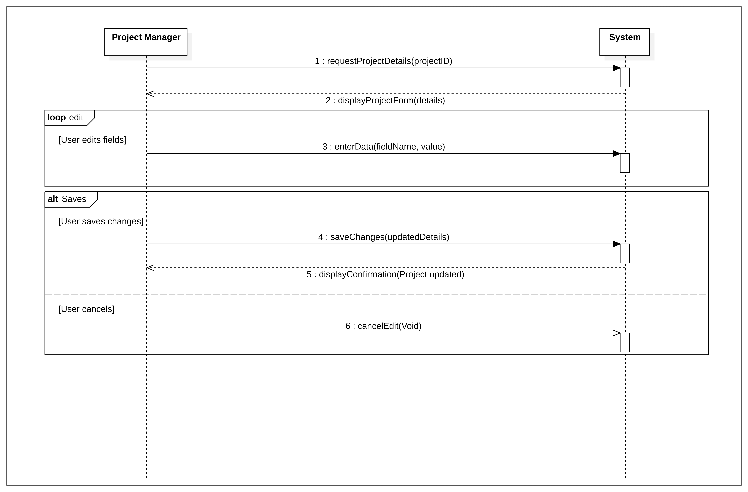 Project Manager
System
1 : requestProjectDetails(projectID)
2 : displayProjectForm(details)
loop edit
[User edits fields]
3 : enterData(fieldName, value)
alt Saves
[User saves changes]
4 : saveChanges(updatedDetails)
5 : displayConfirmation(Project updated)
[User cancels]
6 : cancelEdit(Void)